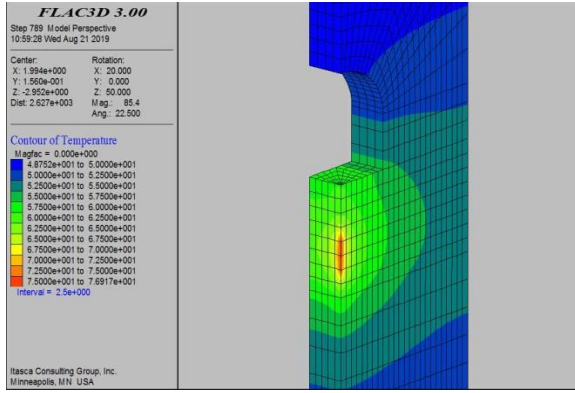 FLAC3D 3.00
Step 789 Model Perspective
10:59:28 Wed Aug 21 2019
Center: Rotation:
X: 1.994e+000 X: 20.000
Y: 1.560e-001 Y: 0.000
Z: -2.952e+000 Z: 50.000
Dist: 2.627e+003 Mag.: 85.4
Ang.: 22.500
Contour of Temperature
Magfac = 0.000e+000
4.8752e+001 to 5.0000e+001
5.0000e+001 to 5.2500e+001
5.2500e+001 to 5.5000e+001
5.5000e+001 to 5.7500e+001
5.7500e+001 to 6.0000e+001
6.0000e+001 to 6.2500e+001
6.2500e+001 to 6.5000e+001
6.5000e+001 to 6.7500e+001
6.7500e+001 to 7.0000e+001
7.0000e+001 to 7.2500e+001
7.2500e+001 to 7.5000e+001
7.5000e+001 to 7.6917e+001
Interval = 2.5e+000
Itasca Consulting Group, Inc.
Minneapolis, MN USA